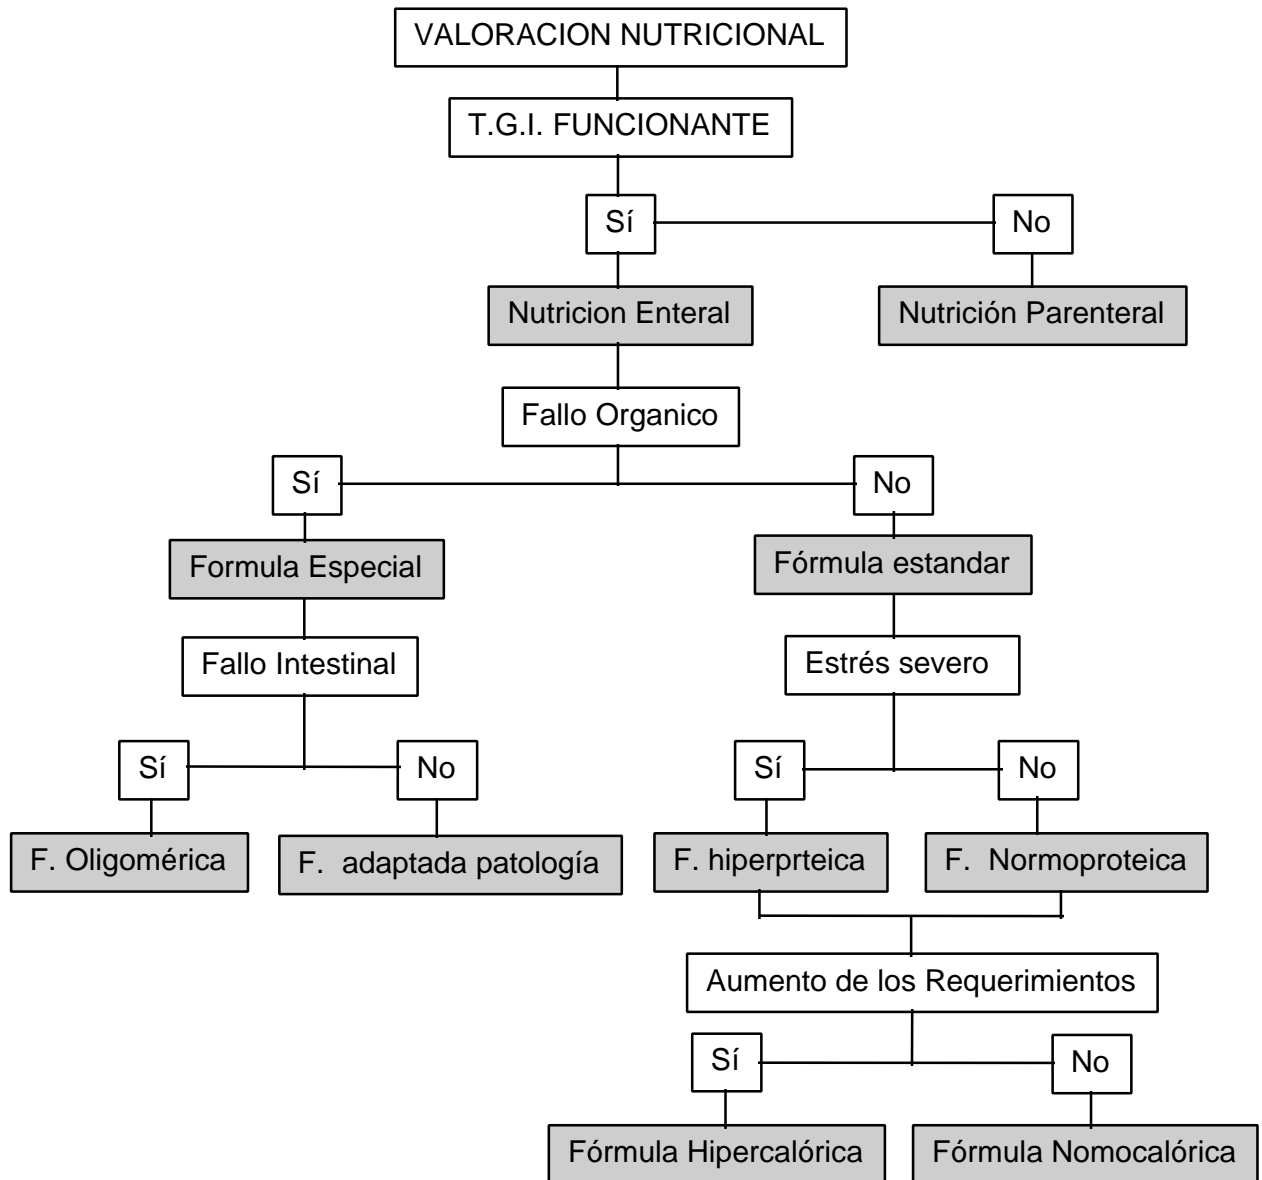 VALORACION NUTRICIONAL
T.G.I. FUNCIONANTE
Sí
No
Nutricion Enteral
Nutrición Parenteral
Fallo Organico
Sí
No
Formula Especial
Fórmula estandar
Fallo Intestinal
Estrés severo
Sí
No
Sí
No
F. Oligomérica
F. adaptada patología
F. hiperprteica
F. Normoproteica
Aumento de los Requerimientos
Sí
No
Fórmula Hipercalórica
Fórmula Nomocalórica